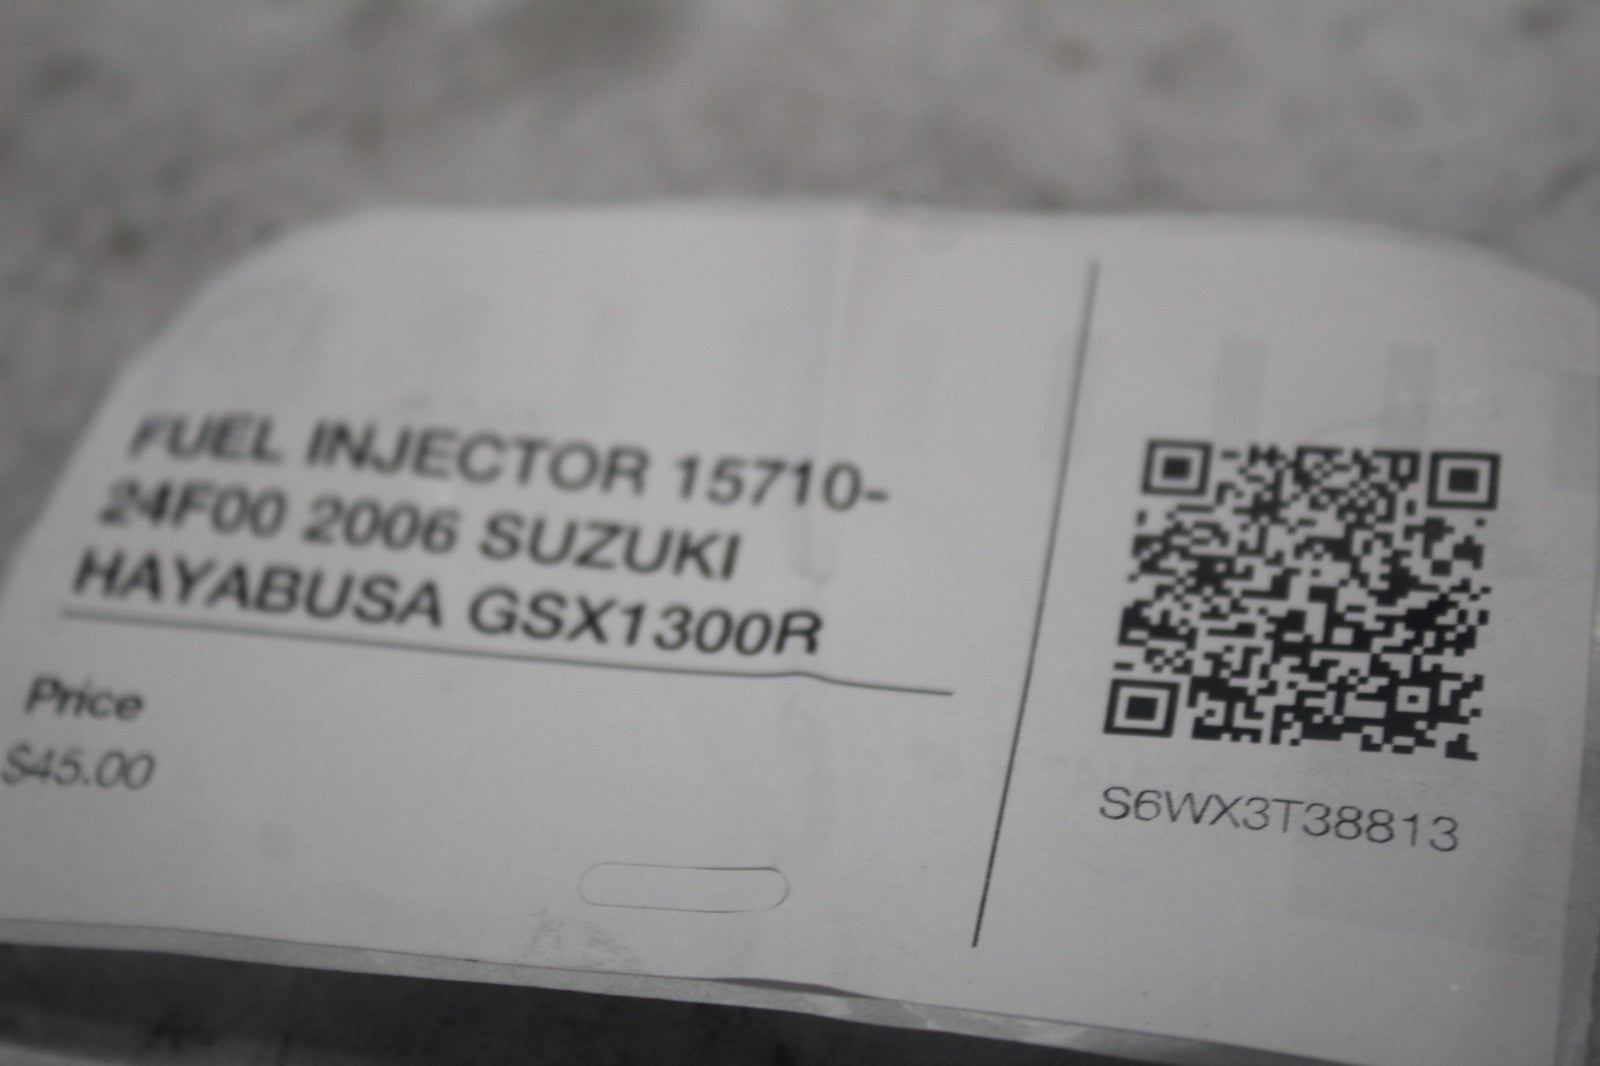 FUEL INJECTOR 15710-
24F00 2006 SUZUKI
HAYABUSA GSX1300R
Price
$45.00
S6WX3T38813